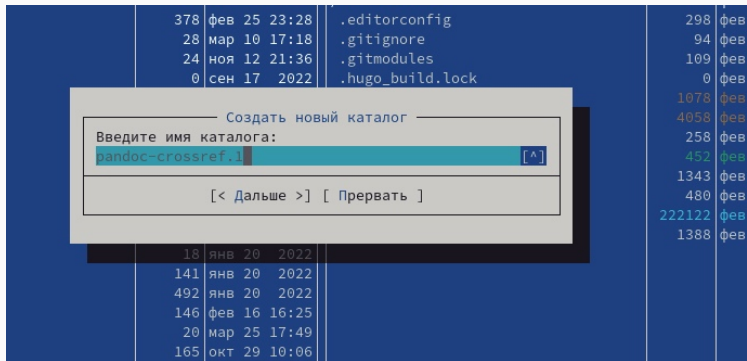 378 фев 25 23:28 .editorconfig 298 фев
28 мар 10 17:18 .gitignore 94 фев
24 ноя 12 21:36 .gitmodules 109 фев
0 сен 17 2022 .hugo_build.lock 0 фев
1078 фев
Создать новый каталог 4058 фев
Введите имя каталога: 258 фев
pandoc-crossref.1 [^] 452 фев
1343 фев
[< Дальше >] [ Прервать ] 480 фев
222122 фев
1388 фев
18 янв 20 2022
141 янв 20 2022
492 янв 20 2022
146 фев 16 16:25
20 мар 25 17:49
165 окт 29 10:06